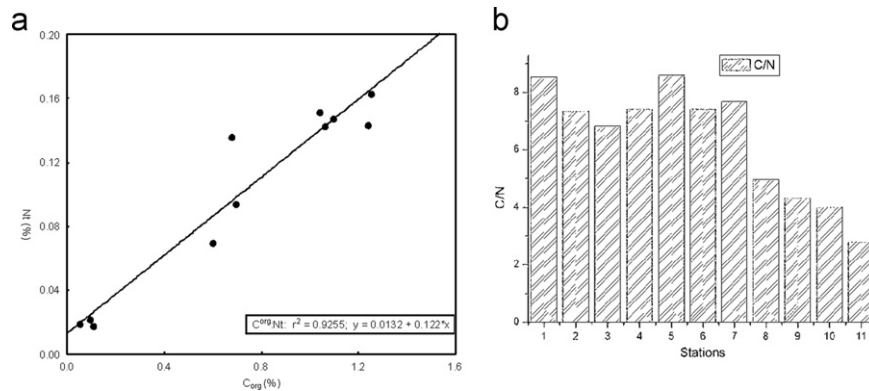 a
0.20
0.16
0.12
0.08
0.04
0.00
Nt (%)
0.0 0.4 0.8 1.2 1.6
Corg (%)
Corg:Nt: r2 = 0.9255; y = 0.0132 + 0.122*x
b
C/N
8
6
4
2
0
C/N
1 2 3 4 5 6 7 8 9 10 11
Stations